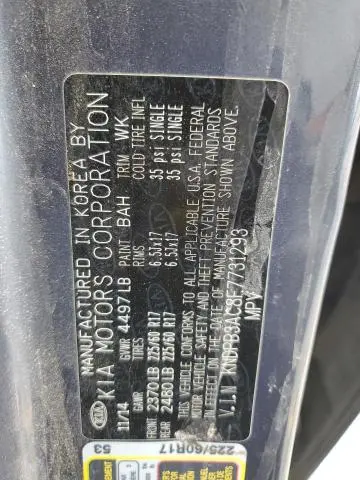 MANUFACTURED IN KOREA BY
KIA KIA MOTORS CORPORATION
11/14 GVWR 4497 LB PAINT BAH TRIM WK
GAWR TIRES RIMS COLD TIRE INFL
FRONT 2370 LB 225/60 R17 6.5Jx17 35 psi SINGLE
REAR 2480 LB 225/60 R17 6.5Jx17 35 psi SINGLE
THIS VEHICLE CONFORMS TO ALL APPLICABLE U.S.A. FEDERAL
MOTOR VEHICLE SAFETY AND THEFT PREVENTION STANDARDS
IN EFFECT ON THE DATE OF MANUFACTURE SHOWN ABOVE.
V.I.N : KNDPB3AC8F7731293
MPV
53
225/60R17